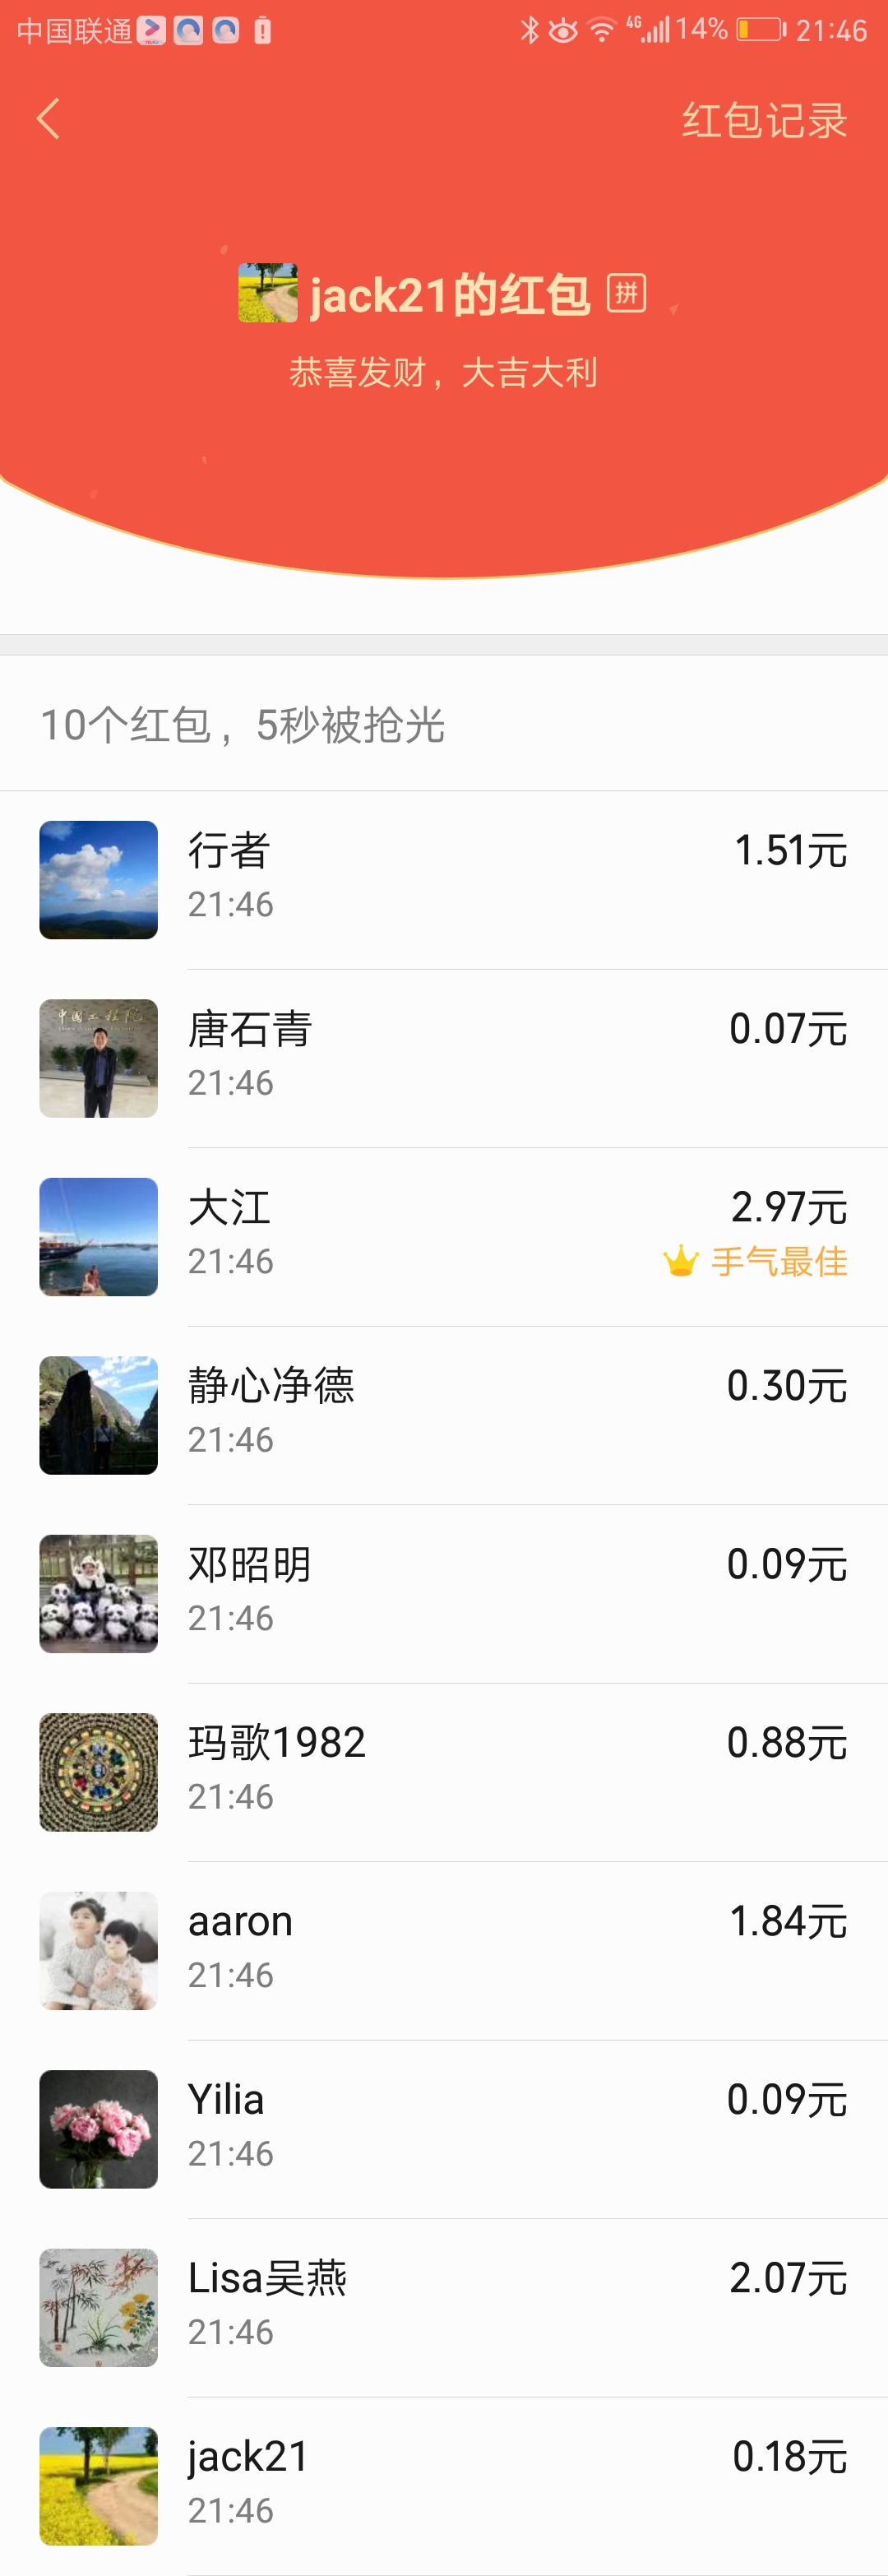 中国联通 4G 14% 21:46
红包记录
jack21的红包 拼
恭喜发财，大吉大利
10个红包，5秒被抢光
行者 1.51元
21:46
唐石青 0.07元
21:46
中国工程院
大江 2.97元
21:46 手气最佳
静心净德 0.30元
21:46
邓昭明 0.09元
21:46
玛歌1982 0.88元
21:46
aaron 1.84元
21:46
Yilia 0.09元
21:46
Lisa吴燕 2.07元
21:46
jack21 0.18元
21:46